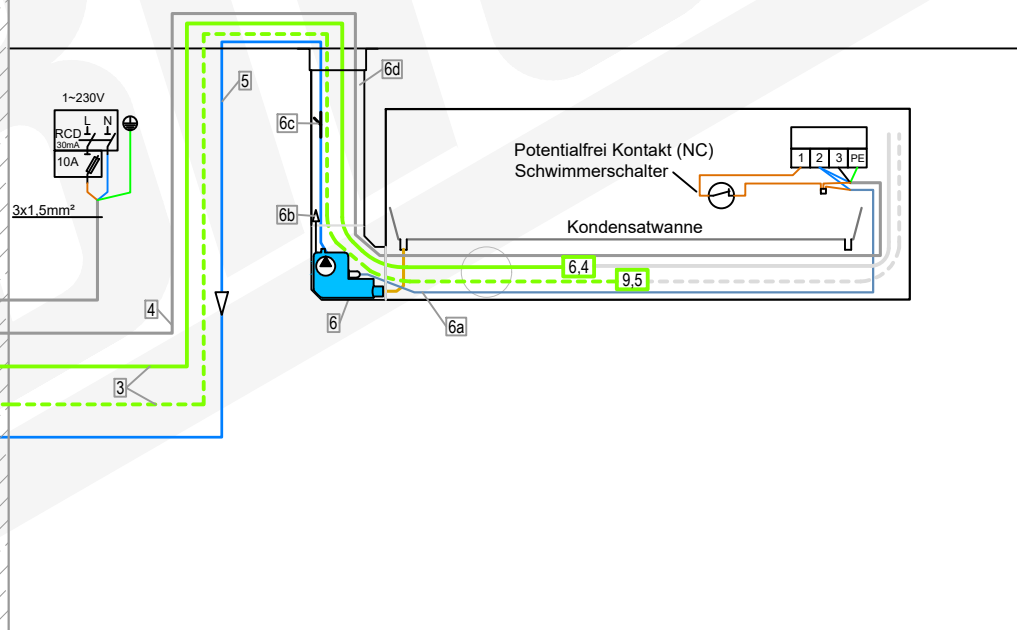 5
6d
1~230V
L N
RCD
30mA
10A
6c
Potentialfrei Kontakt (NC)
Schwimmerschalter
1 2 3 PE
3x1,5mm²
6b
Kondensatwanne
6,4
9,5
4
6
6a
3